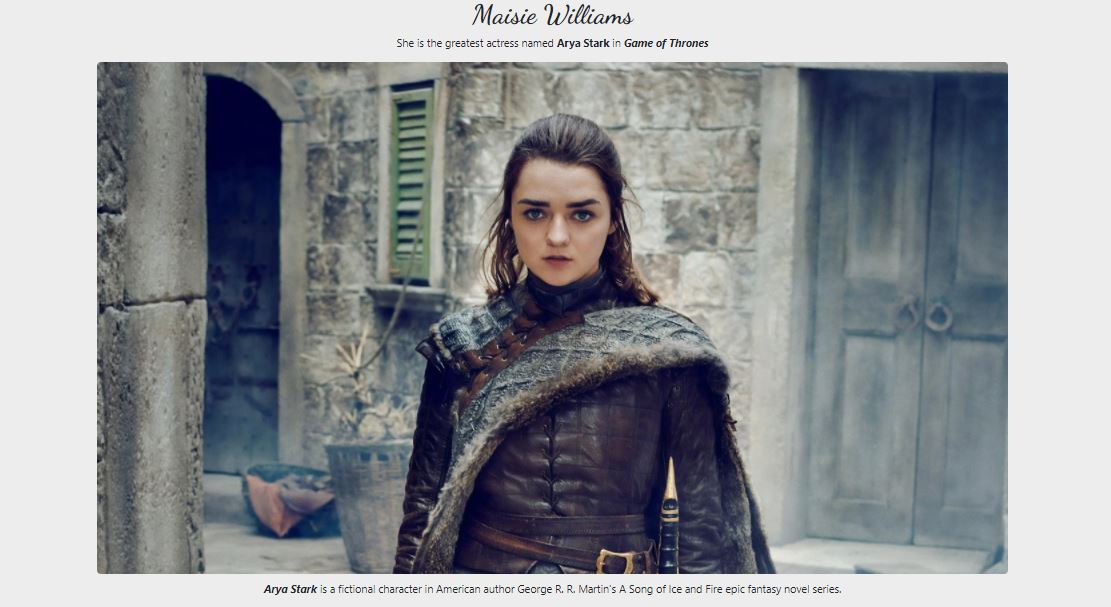 Maisie Williams
She is the greatest actress named Arya Stark in Game of Thrones
Arya Stark is a fictional character in American author George R. R. Martin's A Song of Ice and Fire epic fantasy novel series.